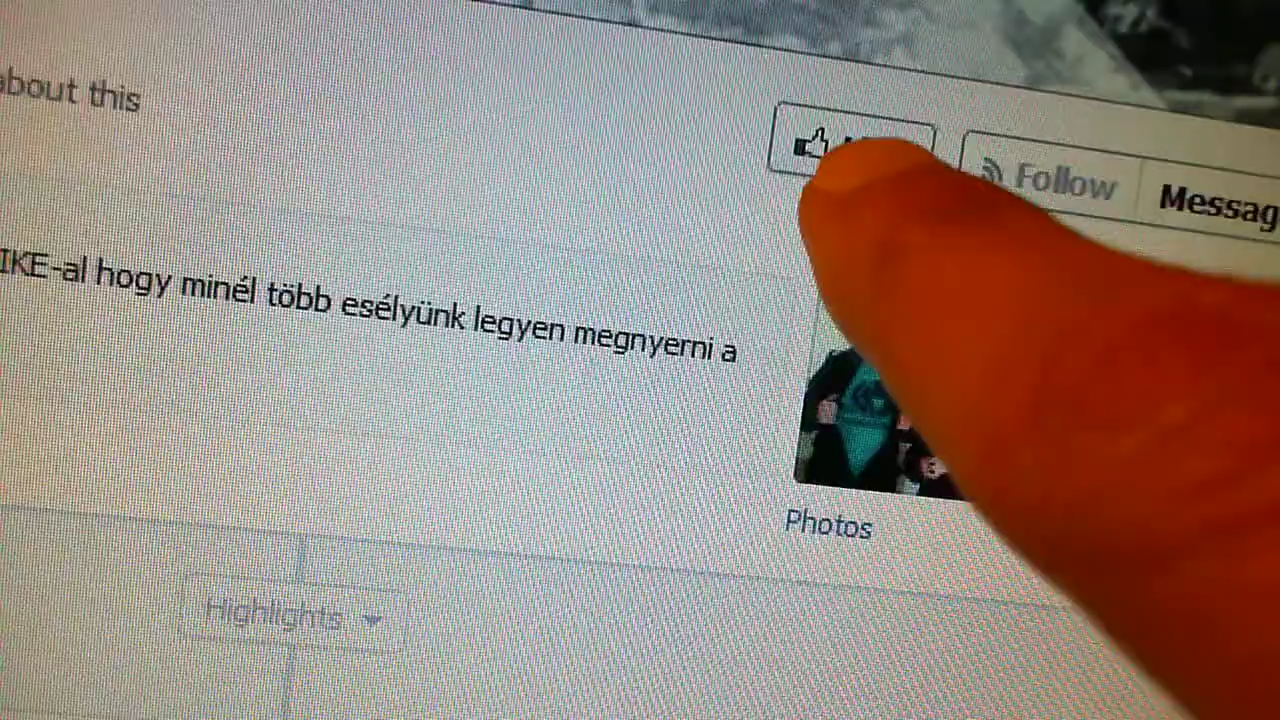 about this
Follow
Messag
IKE-al hogy minél több esélyünk legyen megnyerni a
Photos
Highlights